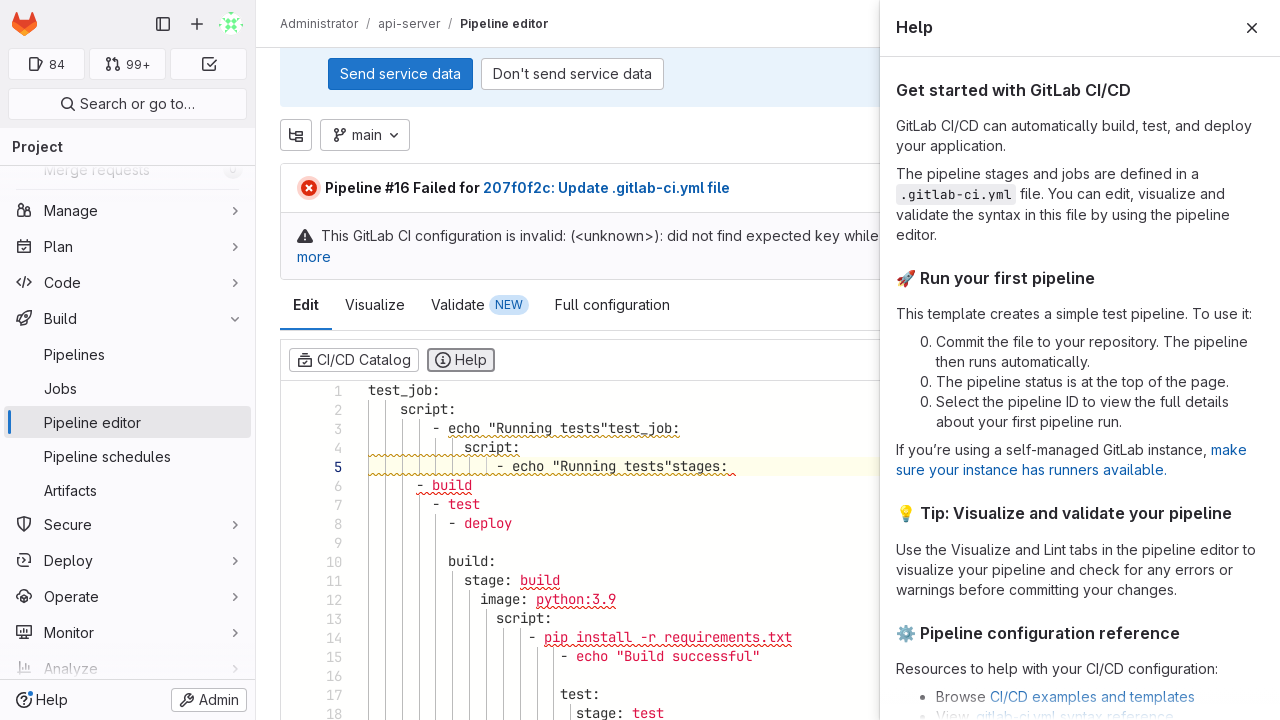 84
99+
Search or go to…
Project
Merge requests
Manage
Plan
Code
Build
Pipelines
Jobs
Pipeline editor
Pipeline schedules
Artifacts
Secure
Deploy
Operate
Monitor
Analyze
Help
Admin
Administrator / api-server / Pipeline editor
Send service data
Don't send service data
main
Pipeline #16 Failed for 207f0f2c: Update .gitlab-ci.yml file
This GitLab CI configuration is invalid: (<unknown>): did not find expected key while
more
Edit
Visualize
Validate NEW
Full configuration
CI/CD Catalog
Help
1 test_job:
2 script:
3 - echo "Running tests"test_job:
4 script:
5 - echo "Running tests"stages:
6 - build
7 - test
8 - deploy
9
10 build:
11 stage: build
12 image: python:3.9
13 script:
14 - pip install -r requirements.txt
15 - echo "Build successful"
16
17 test:
18 stage: test
Help
Get started with GitLab CI/CD
GitLab CI/CD can automatically build, test, and deploy
your application.
The pipeline stages and jobs are defined in a
.gitlab-ci.yml file. You can edit, visualize and
validate the syntax in this file by using the pipeline
editor.
🚀 Run your first pipeline
This template creates a simple test pipeline. To use it:
0. Commit the file to your repository. The pipeline
then runs automatically.
0. The pipeline status is at the top of the page.
0. Select the pipeline ID to view the full details
about your first pipeline run.
If you’re using a self-managed GitLab instance, make
sure your instance has runners available.
💡 Tip: Visualize and validate your pipeline
Use the Visualize and Lint tabs in the pipeline editor to
visualize your pipeline and check for any errors or
warnings before committing your changes.
⚙️ Pipeline configuration reference
Resources to help with your CI/CD configuration:
Browse CI/CD examples and templates
View .gitlab-ci.yml syntax reference